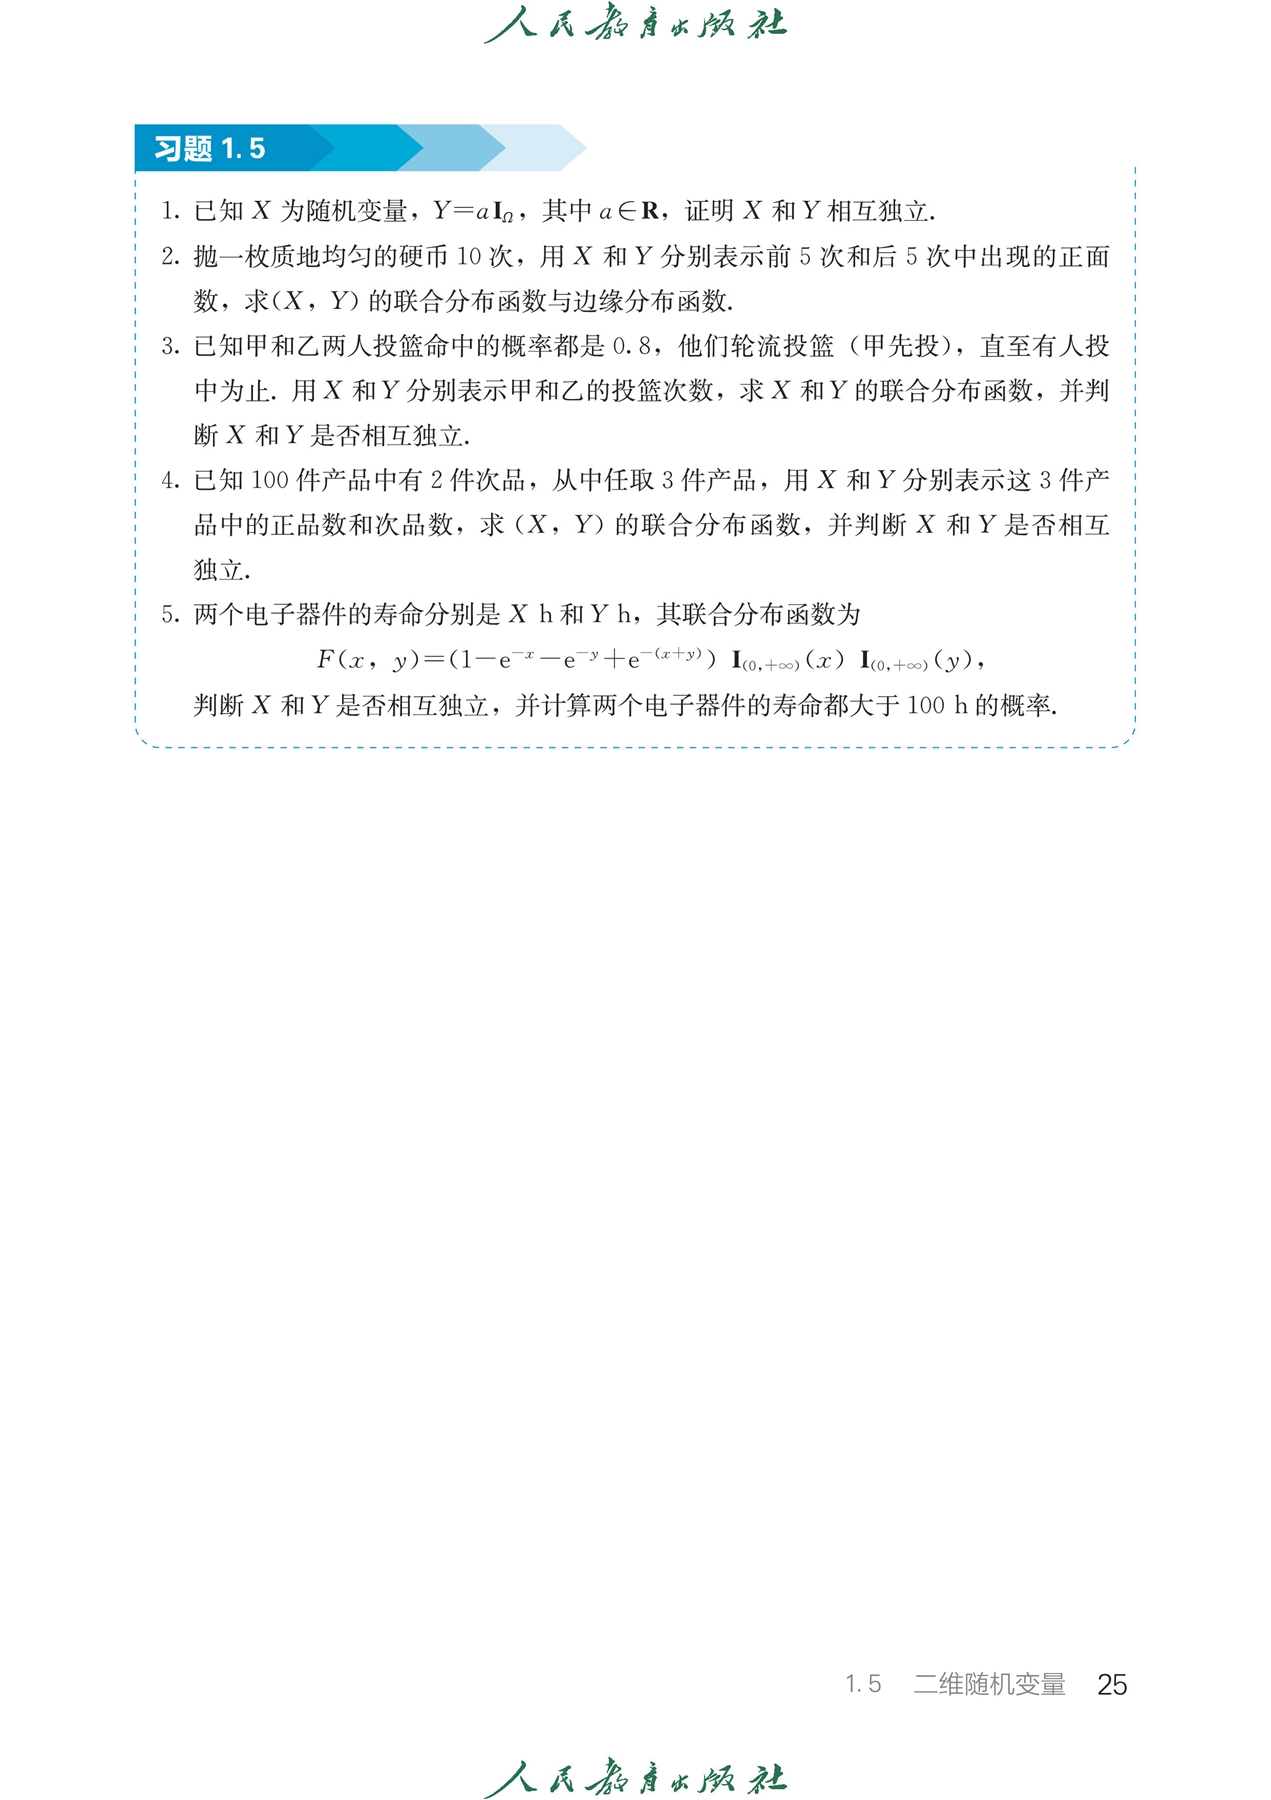 人民教育出版社
习题 1.5
1. 已知 X 为随机变量，Y=aI_Ω，其中 a∈R，证明 X 和 Y 相互独立.
2. 抛一枚质地均匀的硬币 10 次，用 X 和 Y 分别表示前 5 次和后 5 次中出现的正面
数，求(X，Y) 的联合分布函数与边缘分布函数.
3. 已知甲和乙两人投篮命中的概率都是 0.8，他们轮流投篮（甲先投），直至有人投
中为止. 用 X 和 Y 分别表示甲和乙的投篮次数，求 X 和 Y 的联合分布函数，并判
断 X 和 Y 是否相互独立.
4. 已知 100 件产品中有 2 件次品，从中任取 3 件产品，用 X 和 Y 分别表示这 3 件产
品中的正品数和次品数，求（X，Y）的联合分布函数，并判断 X 和 Y 是否相互
独立.
5. 两个电子器件的寿命分别是 X h 和 Y h，其联合分布函数为
F(x，y)=(1−e^{−x}−e^{−y}+e^{−(x+y)}) I_{(0,+∞)}(x) I_{(0,+∞)}(y)，
判断 X 和 Y 是否相互独立，并计算两个电子器件的寿命都大于 100 h 的概率.
1.5 二维随机变量 25
人民教育出版社